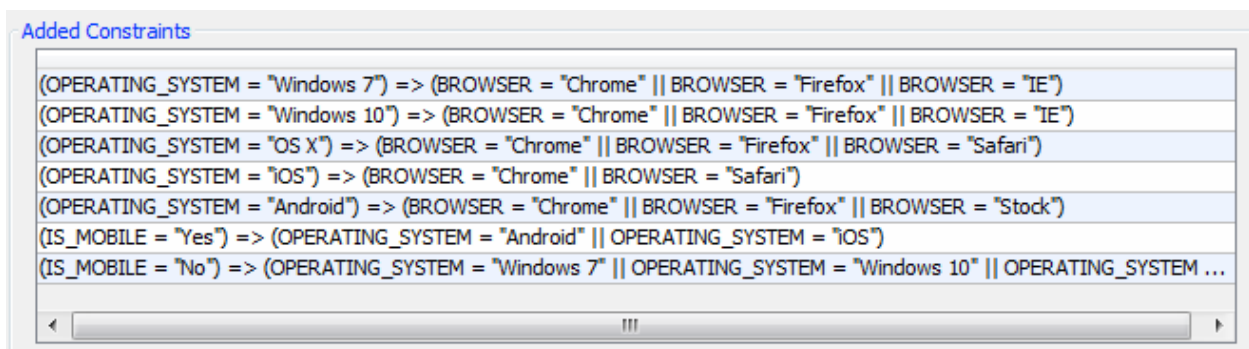 Added Constraints
(OPERATING_SYSTEM = "Windows 7") => (BROWSER = "Chrome" || BROWSER = "Firefox" || BROWSER = "IE")
(OPERATING_SYSTEM = "Windows 10") => (BROWSER = "Chrome" || BROWSER = "Firefox" || BROWSER = "IE")
(OPERATING_SYSTEM = "OS X") => (BROWSER = "Chrome" || BROWSER = "Firefox" || BROWSER = "Safari")
(OPERATING_SYSTEM = "iOS") => (BROWSER = "Chrome" || BROWSER = "Safari")
(OPERATING_SYSTEM = "Android") => (BROWSER = "Chrome" || BROWSER = "Firefox" || BROWSER = "Stock")
(IS_MOBILE = "Yes") => (OPERATING_SYSTEM = "Android" || OPERATING_SYSTEM = "iOS")
(IS_MOBILE = "No") => (OPERATING_SYSTEM = "Windows 7" || OPERATING_SYSTEM = "Windows 10" || OPERATING_SYSTEM ...